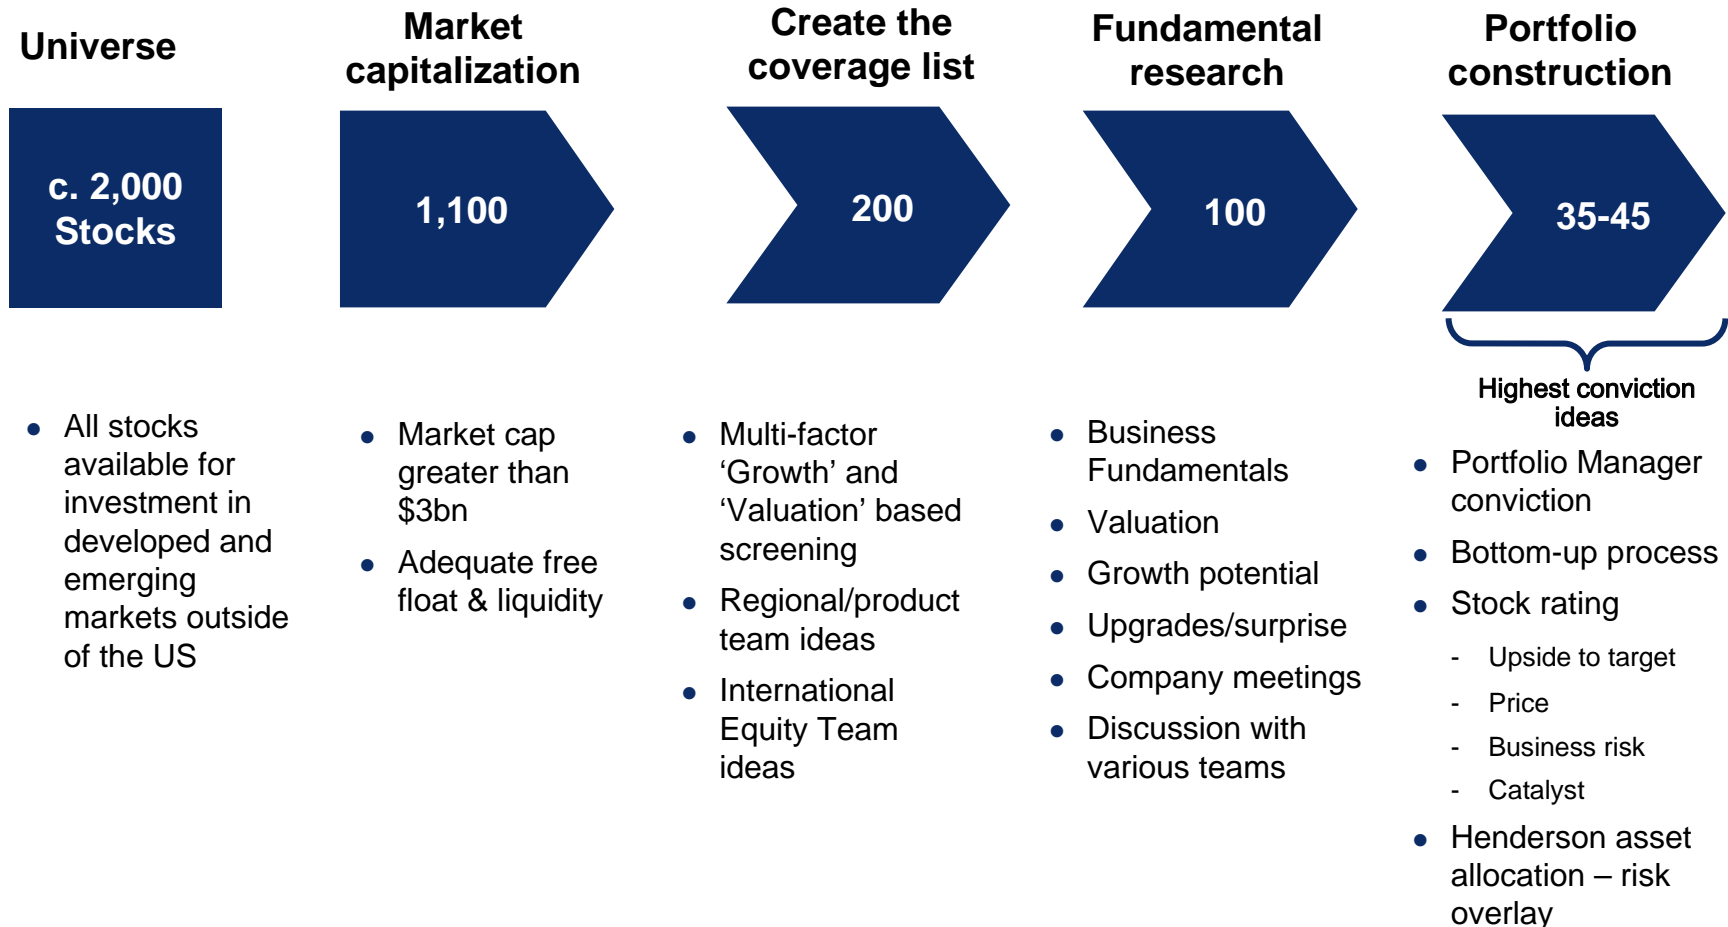 Universe
c. 2,000
Stocks
• All stocks
available for
investment in
developed and
emerging
markets outside
of the US
Market
capitalization
1,100
• Market cap
greater than
$3bn
• Adequate free
float & liquidity
Create the
coverage list
200
• Multi-factor
‘Growth’ and
‘Valuation’ based
screening
• Regional/product
team ideas
• International
Equity Team
ideas
Fundamental
research
100
• Business
Fundamentals
• Valuation
• Growth potential
• Upgrades/surprise
• Company meetings
• Discussion with
various teams
Portfolio
construction
35-45
Highest conviction
ideas
• Portfolio Manager
conviction
• Bottom-up process
• Stock rating
- Upside to target
- Price
- Business risk
- Catalyst
• Henderson asset
allocation – risk
overlay